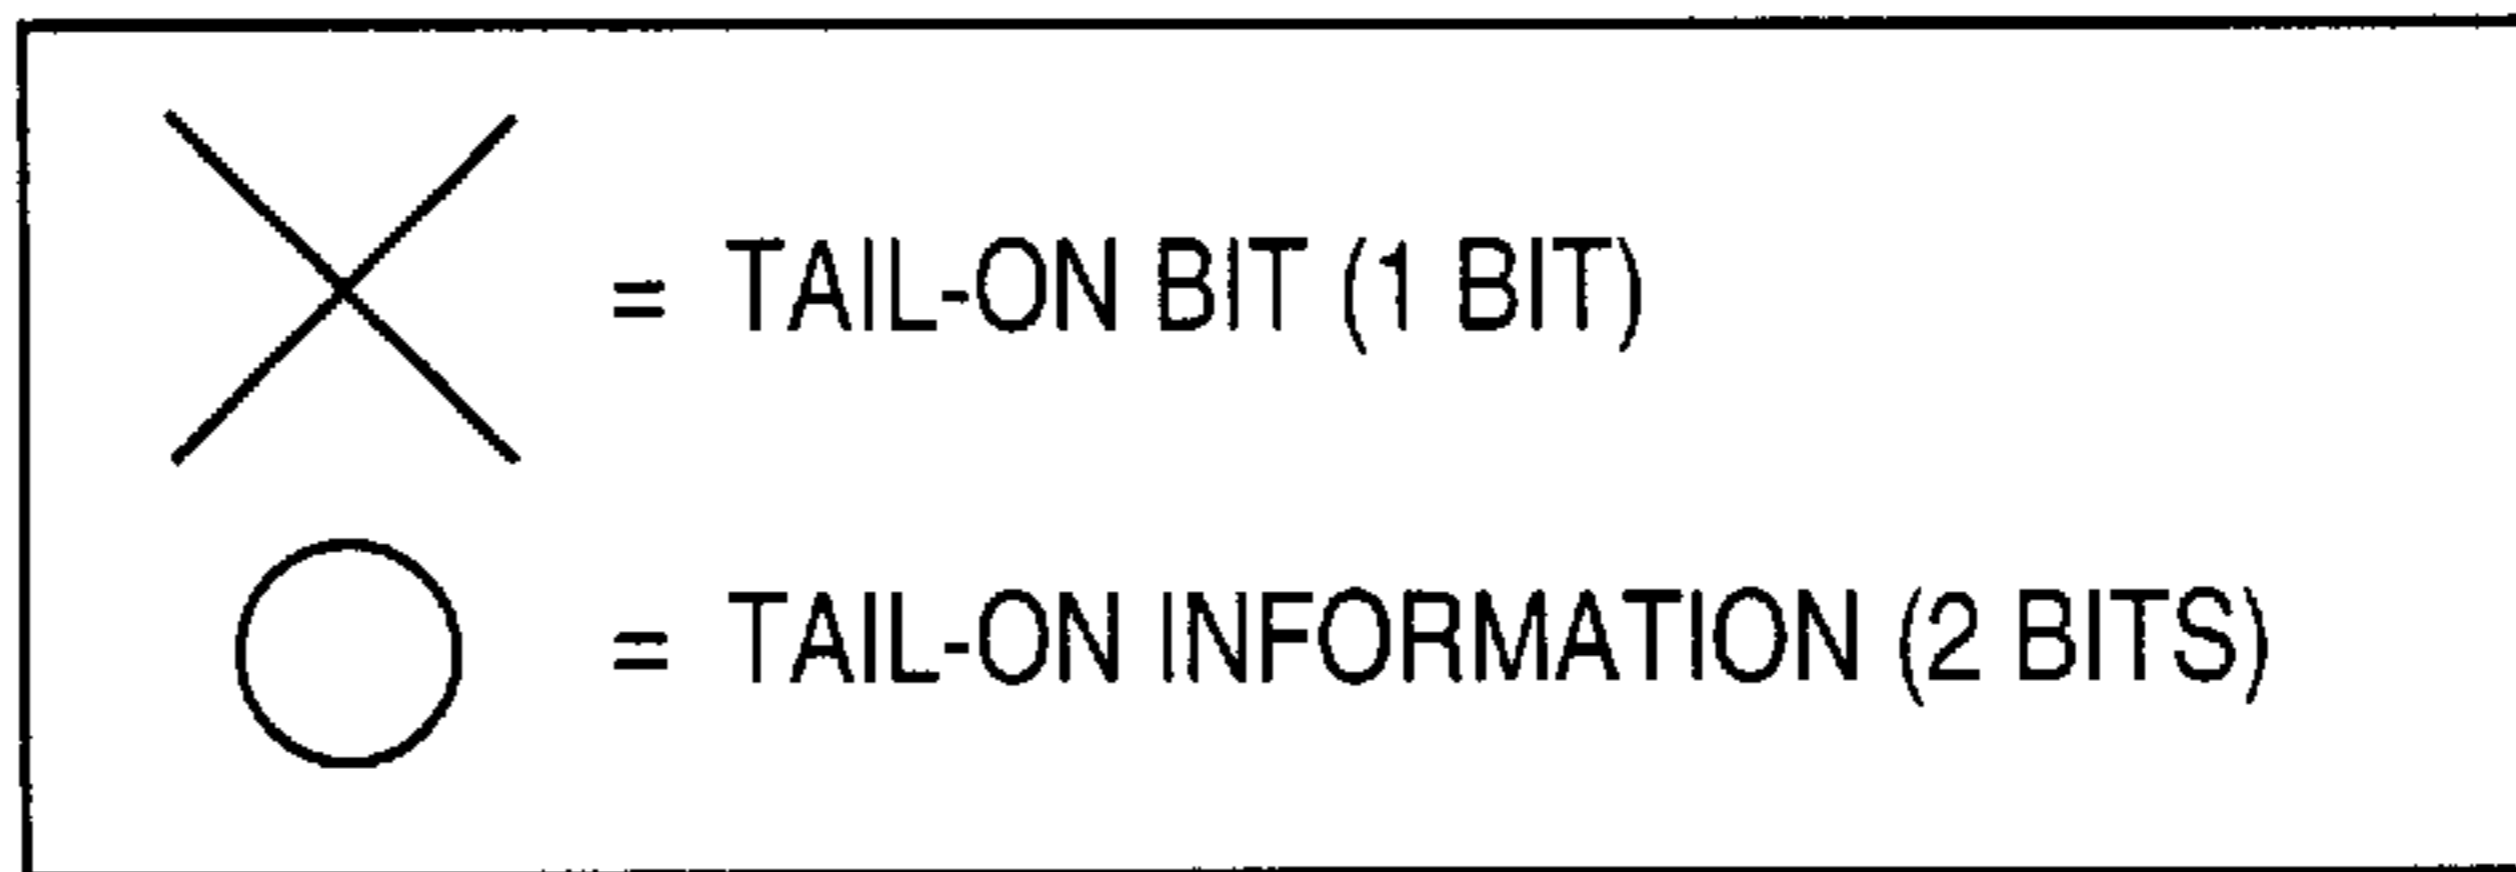 = TAIL-ON BIT (1 BIT)
= TAIL-ON INFORMATION (2 BITS)